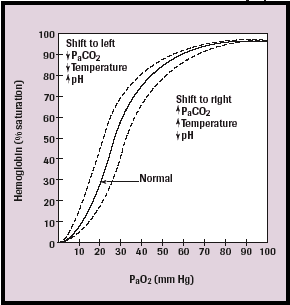 Hemoglobin (% saturation)
100
90
80
70
60
50
40
30
20
10
0
Shift to left
↓PaCO2
↓Temperature
↑pH
Shift to right
↑PaCO2
↑Temperature
↓pH
Normal
10 20 30 40 50 60 70 80 90 100
PaO2 (mm Hg)